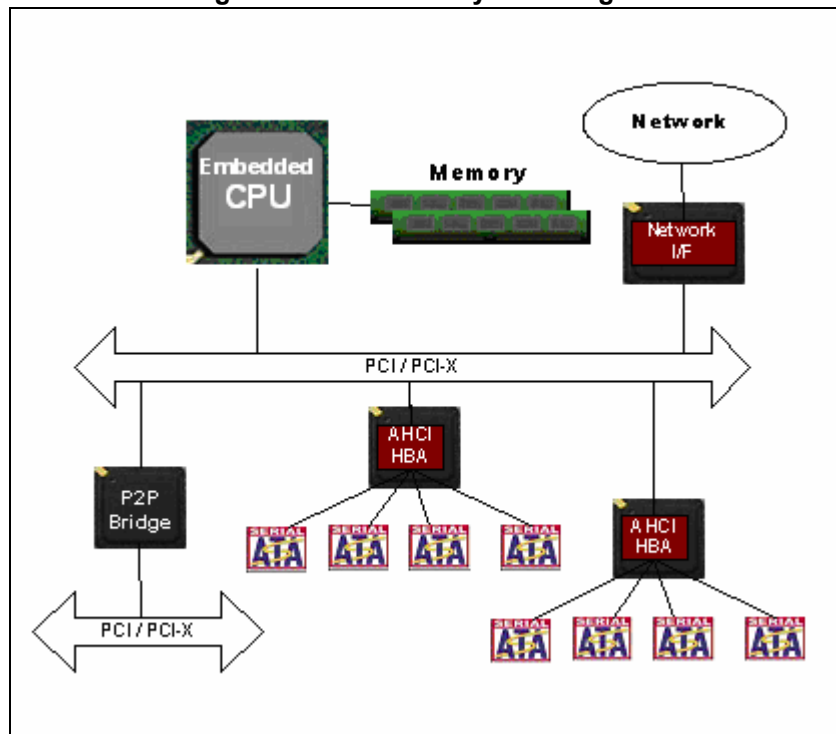 Embedded
CPU
Memory
Network
Network
I/F
PCI / PCI-X
AHCI
HBA
P2P
Bridge
SERIAL
ATA
SERIAL
ATA
SERIAL
ATA
SERIAL
ATA
AHCI
HBA
PCI / PCI-X
SERIAL
ATA
SERIAL
ATA
SERIAL
ATA
SERIAL
ATA